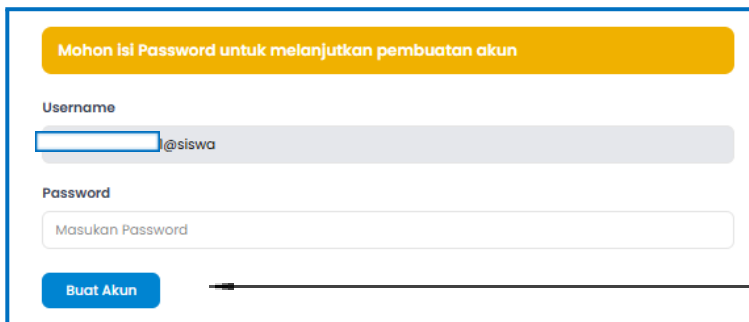 Mohon isi Password untuk melanjutkan pembuatan akun
Username
@siswa
Password
Masukan Password
Buat Akun